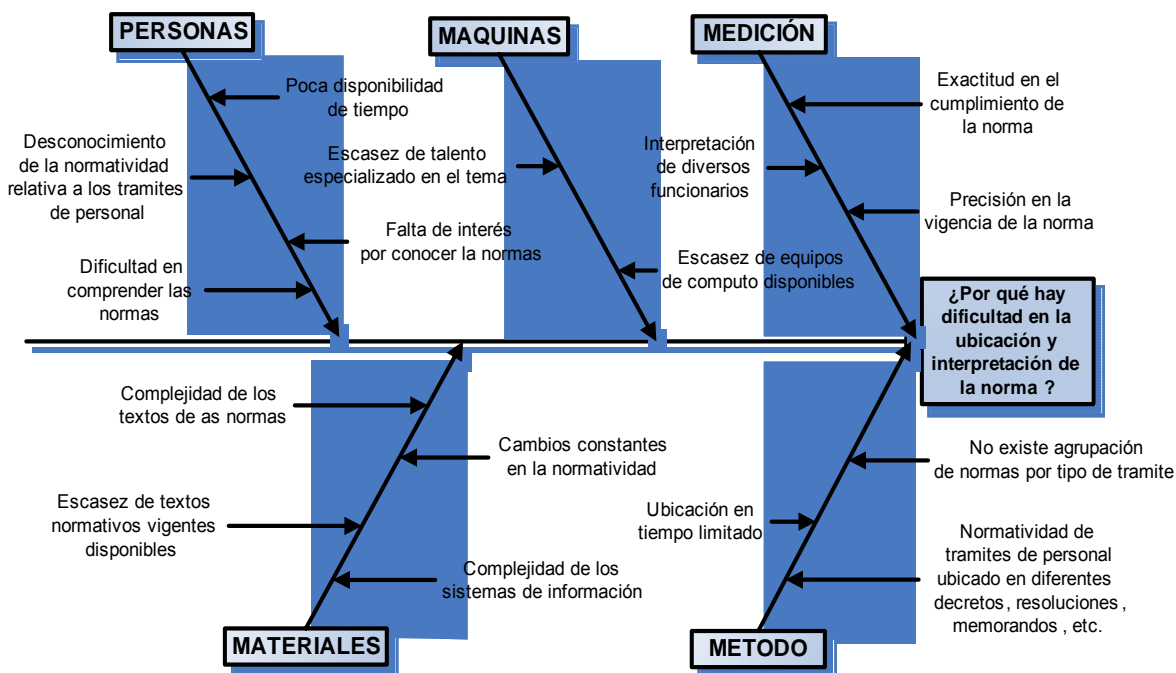 PERSONAS
MAQUINAS
MEDICIÓN
Poca disponibilidad
de tiempo
Desconocimiento
de la normatividad
relativa a los tramites
de personal
Falta de interés
por conocer la normas
Dificultad en
comprender las
normas
Escasez de talento
especializado en el tema
Escasez de equipos
de computo disponibles
Exactitud en el
cumplimiento de
la norma
Interpretación
de diversos
funcionarios
Precisión en la
vigencia de la norma
¿Por qué hay
dificultad en la
ubicación y
interpretación de
la norma ?
Complejidad de los
textos de as normas
Cambios constantes
en la normatividad
Escasez de textos
normativos vigentes
disponibles
Complejidad de los
sistemas de información
No existe agrupación
de normas por tipo de tramite
Ubicación en
tiempo limitado
Normatividad de
tramites de personal
ubicado en diferentes
decretos , resoluciones ,
memorandos , etc.
MATERIALES
METODO